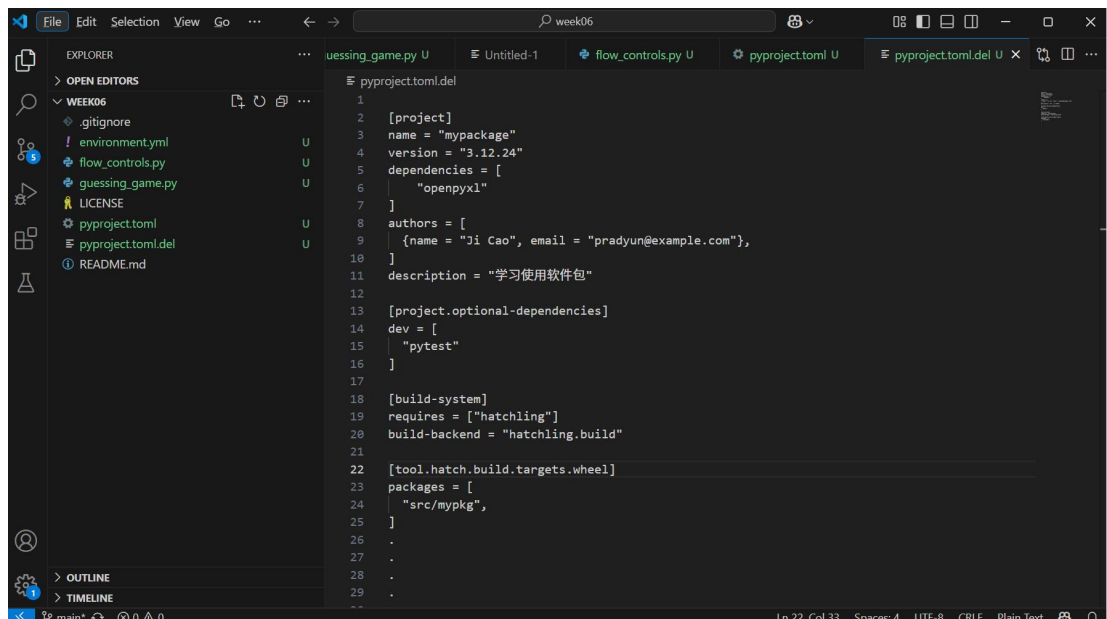 File Edit Selection View Go ··· ← → week06
EXPLORER ···
uessing_game.py U Untitled-1 flow_controls.py U pyproject.toml U pyproject.toml.del U
OPEN EDITORS
WEEK06
.gitignore
environment.yml U
flow_controls.py U
guessing_game.py U
LICENSE
pyproject.toml U
pyproject.toml.del U
README.md
OUTLINE
TIMELINE
5
1
pyproject.toml.del
1
2 [project]
3 name = "mypackage"
4 version = "3.12.24"
5 dependencies = [
6 "openpyxl"
7 ]
8 authors = [
9 {name = "Ji Cao", email = "pradyun@example.com"},
10 ]
11 description = "学习使用软件包"
12
13 [project.optional-dependencies]
14 dev = [
15 "pytest"
16 ]
17
18 [build-system]
19 requires = ["hatchling"]
20 build-backend = "hatchling.build"
21
22 [tool.hatch.build.targets.wheel]
23 packages = [
24 "src/mypkg",
25 ]
26 .
27 .
28 .
29 .
main* 0 0 Ln 22, Col 33 Spaces: 4 UTF-8 CRLF Plain Text